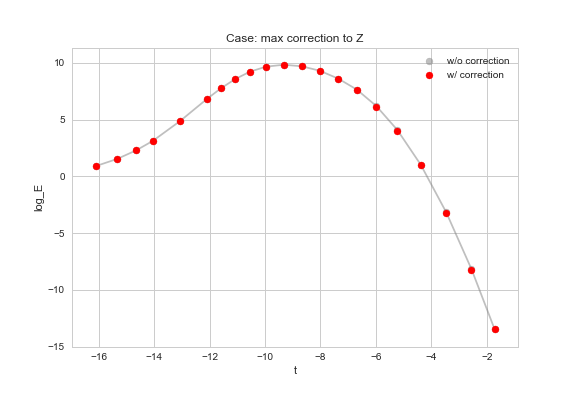 Case: max correction to Z
w/o correction
w/ correction
10
5
0
−5
−10
−15
log_E
−16 −14 −12 −10 −8 −6 −4 −2
t